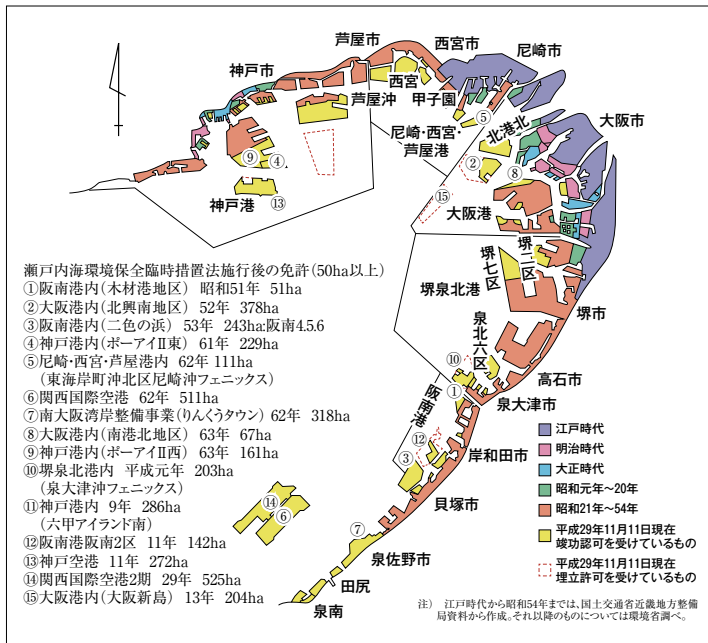 芦屋市
西宮市
尼崎市
神戸市
西宮
芦屋沖
甲子園
⑤
北港北
大阪市
尼崎・西宮・
芦屋港
②
⑨
④
⑧
⑮
神戸港
⑬
大阪港
瀬戸内海環境保全臨時措置法施行後の免許(50ha以上)
①阪南港内(木材港地区) 昭和51年 51ha
②大阪港内(北興南地区) 52年 378ha
③阪南港内(二色の浜) 53年 243ha:阪南4.5.6
④神戸港内(ポーアイⅡ東) 61年 229ha
⑤尼崎・西宮・芦屋港内 62年 111ha
(東海岸町沖北区尼崎沖フェニックス)
⑥関西国際空港 62年 511ha
⑦南大阪湾岸整備事業(りんくうタウン) 62年 318ha
⑧大阪港内(南港北地区) 63年 67ha
⑨神戸港内(ポーアイⅡ西) 63年 161ha
⑩堺泉北港内 平成元年 203ha
(泉大津沖フェニックス)
⑪神戸港内 9年 286ha
(六甲アイランド南)
⑫阪南港阪南2区 11年 142ha
⑬神戸空港 11年 272ha
⑭関西国際空港2期 29年 525ha
⑮大阪港内(大阪新島) 13年 204ha
堺二区
堺七区
堺泉北港
堺市
泉北六区
⑩
高石市
①
泉大津市
阪南港
⑫
岸和田市
③
貝塚市
⑭
⑥
⑦
泉佐野市
田尻
泉南
江戸時代
明治時代
大正時代
昭和元年〜20年
昭和21年〜54年
平成29年11月11日現在
竣功認可を受けているもの
平成29年11月11日現在
埋立許可を受けているもの
注) 江戸時代から昭和54年までは、国土交通省近畿地方整備
局資料から作成。それ以降のものについては環境省調べ。